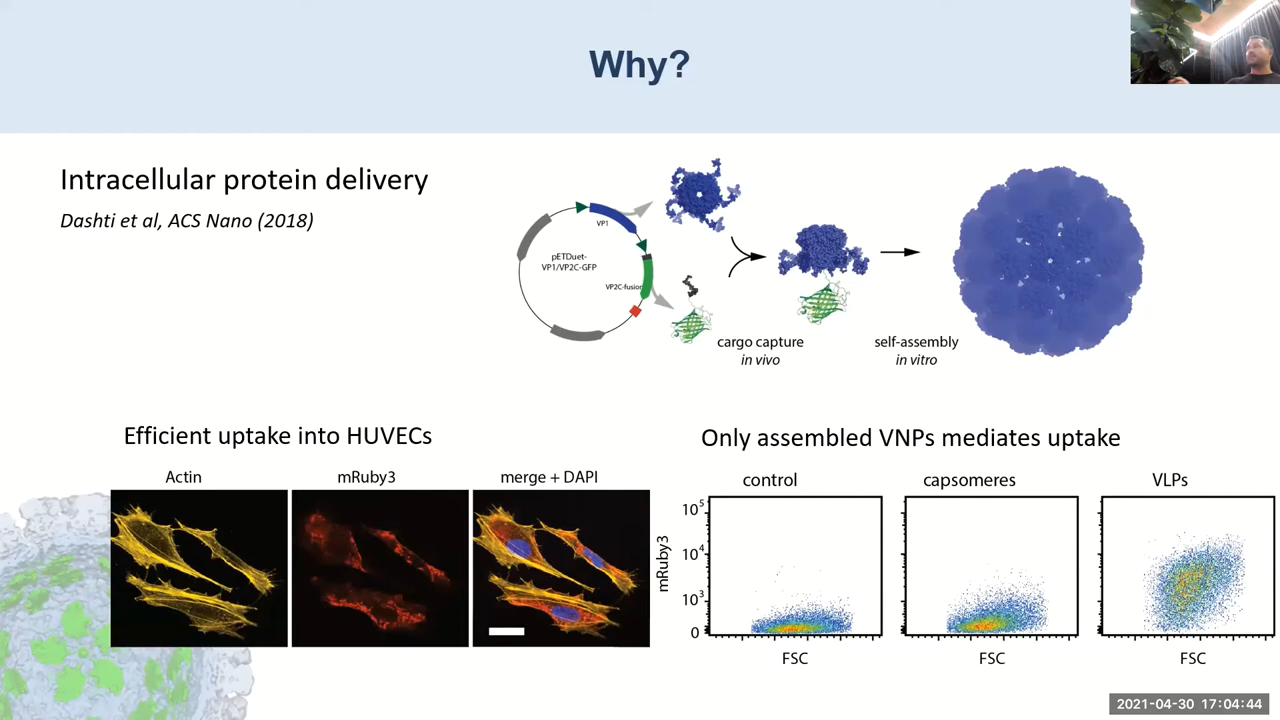 Why?
Intracellular protein delivery
Dashti et al, ACS Nano (2018)
VP1
pETDuet-
VP1/VP2C-GFP
VP2C-fusion
cargo capture
in vivo
self-assembly
in vitro
Efficient uptake into HUVECs
Actin
mRuby3
merge + DAPI
Only assembled VNPs mediates uptake
control
capsomeres
VLPs
mRuby3
10⁵
10⁴
10³
0
FSC
FSC
FSC
2021-04-30 17:04:44